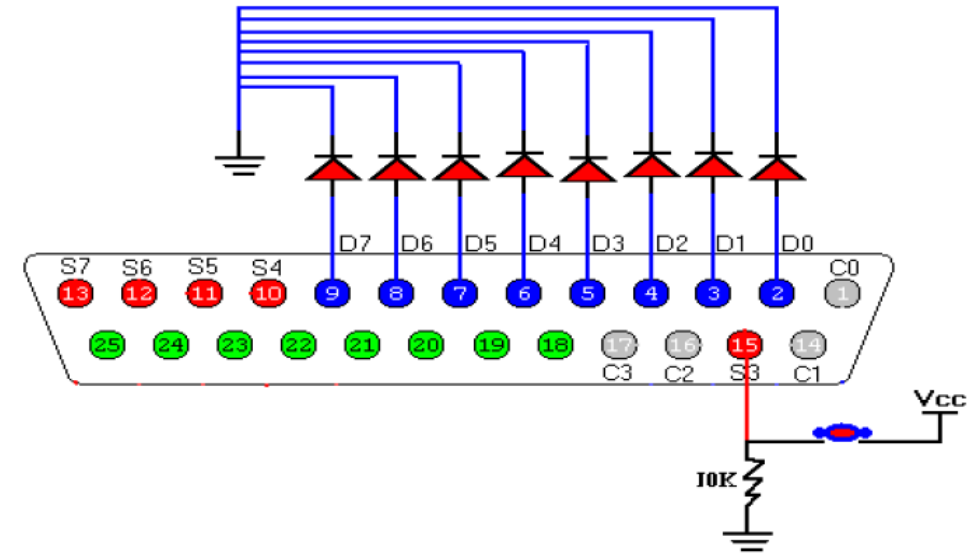 D7 D6 D5 D4 D3 D2 D1 D0
S7 S6 S5 S4 C0
13 12 11 10 9 8 7 6 5 4 3 2 1
25 24 23 22 21 20 19 18 17 16 15 14
C3 C2 S3 C1
Vcc
10K